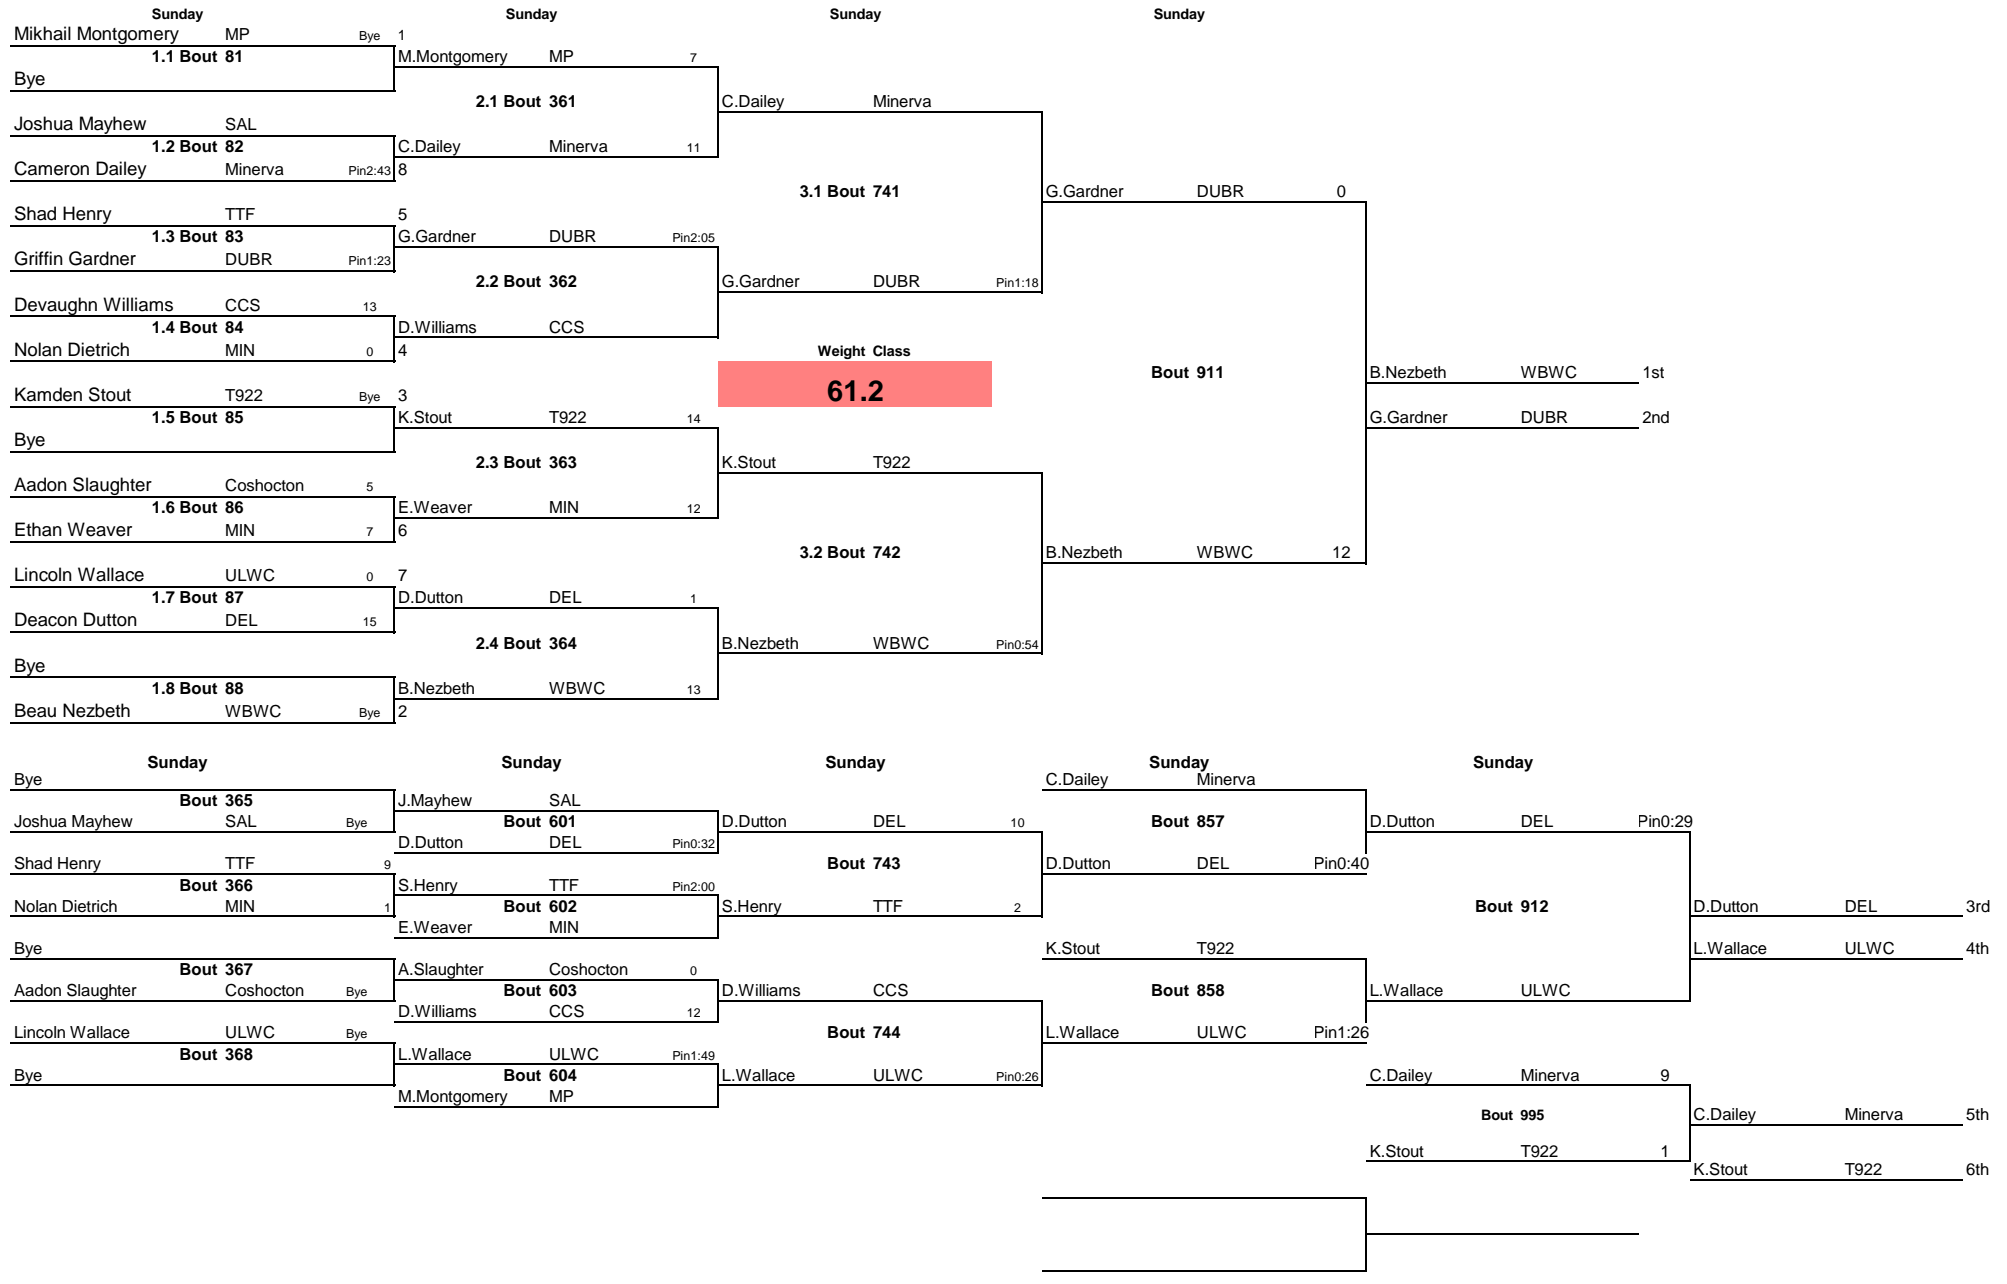 Sunday Sunday Sunday Sunday
Mikhail Montgomery MP Bye 1
1.1 Bout 81 M.Montgomery MP 7
Bye
2.1 Bout 361 C.Dailey Minerva
Joshua Mayhew SAL
1.2 Bout 82 C.Dailey Minerva 11
Cameron Dailey Minerva Pin2:43 8
3.1 Bout 741 G.Gardner DUBR 0
Shad Henry TTF 5
1.3 Bout 83 G.Gardner DUBR Pin2:05
Griffin Gardner DUBR Pin1:23
2.2 Bout 362 G.Gardner DUBR Pin1:18
Devaughn Williams CCS 13
1.4 Bout 84 D.Williams CCS
Nolan Dietrich MIN 0 4 Weight Class
Bout 911 B.Nezbeth WBWC 1st
Kamden Stout T922 Bye 3 61.2
1.5 Bout 85 K.Stout T922 14 G.Gardner DUBR 2nd
Bye
2.3 Bout 363 K.Stout T922
Aadon Slaughter Coshocton 5
1.6 Bout 86 E.Weaver MIN 12
Ethan Weaver MIN 7 6
3.2 Bout 742 B.Nezbeth WBWC 12
Lincoln Wallace ULWC 0 7
1.7 Bout 87 D.Dutton DEL 1
Deacon Dutton DEL 15
2.4 Bout 364 B.Nezbeth WBWC Pin0:54
Bye
1.8 Bout 88 B.Nezbeth WBWC 13
Beau Nezbeth WBWC Bye 2
Sunday Sunday Sunday Sunday Sunday
Bye C.Dailey Minerva
Bout 365 J.Mayhew SAL
Joshua Mayhew SAL Bye Bout 601 D.Dutton DEL 10 Bout 857 D.Dutton DEL Pin0:29
D.Dutton DEL Pin0:32
Shad Henry TTF 9 Bout 743 D.Dutton DEL Pin0:40
Bout 366 S.Henry TTF Pin2:00
Nolan Dietrich MIN 1 Bout 602 S.Henry TTF 2 Bout 912 D.Dutton DEL 3rd
E.Weaver MIN
Bye K.Stout T922 L.Wallace ULWC 4th
Bout 367 A.Slaughter Coshocton 0
Aadon Slaughter Coshocton Bye Bout 603 D.Williams CCS Bout 858 L.Wallace ULWC
D.Williams CCS 12
Lincoln Wallace ULWC Bye Bout 744 L.Wallace ULWC Pin1:26
Bout 368 L.Wallace ULWC Pin1:49
Bye Bout 604 L.Wallace ULWC Pin0:26 C.Dailey Minerva 9
M.Montgomery MP
Bout 995 C.Dailey Minerva 5th
K.Stout T922 1
K.Stout T922 6th